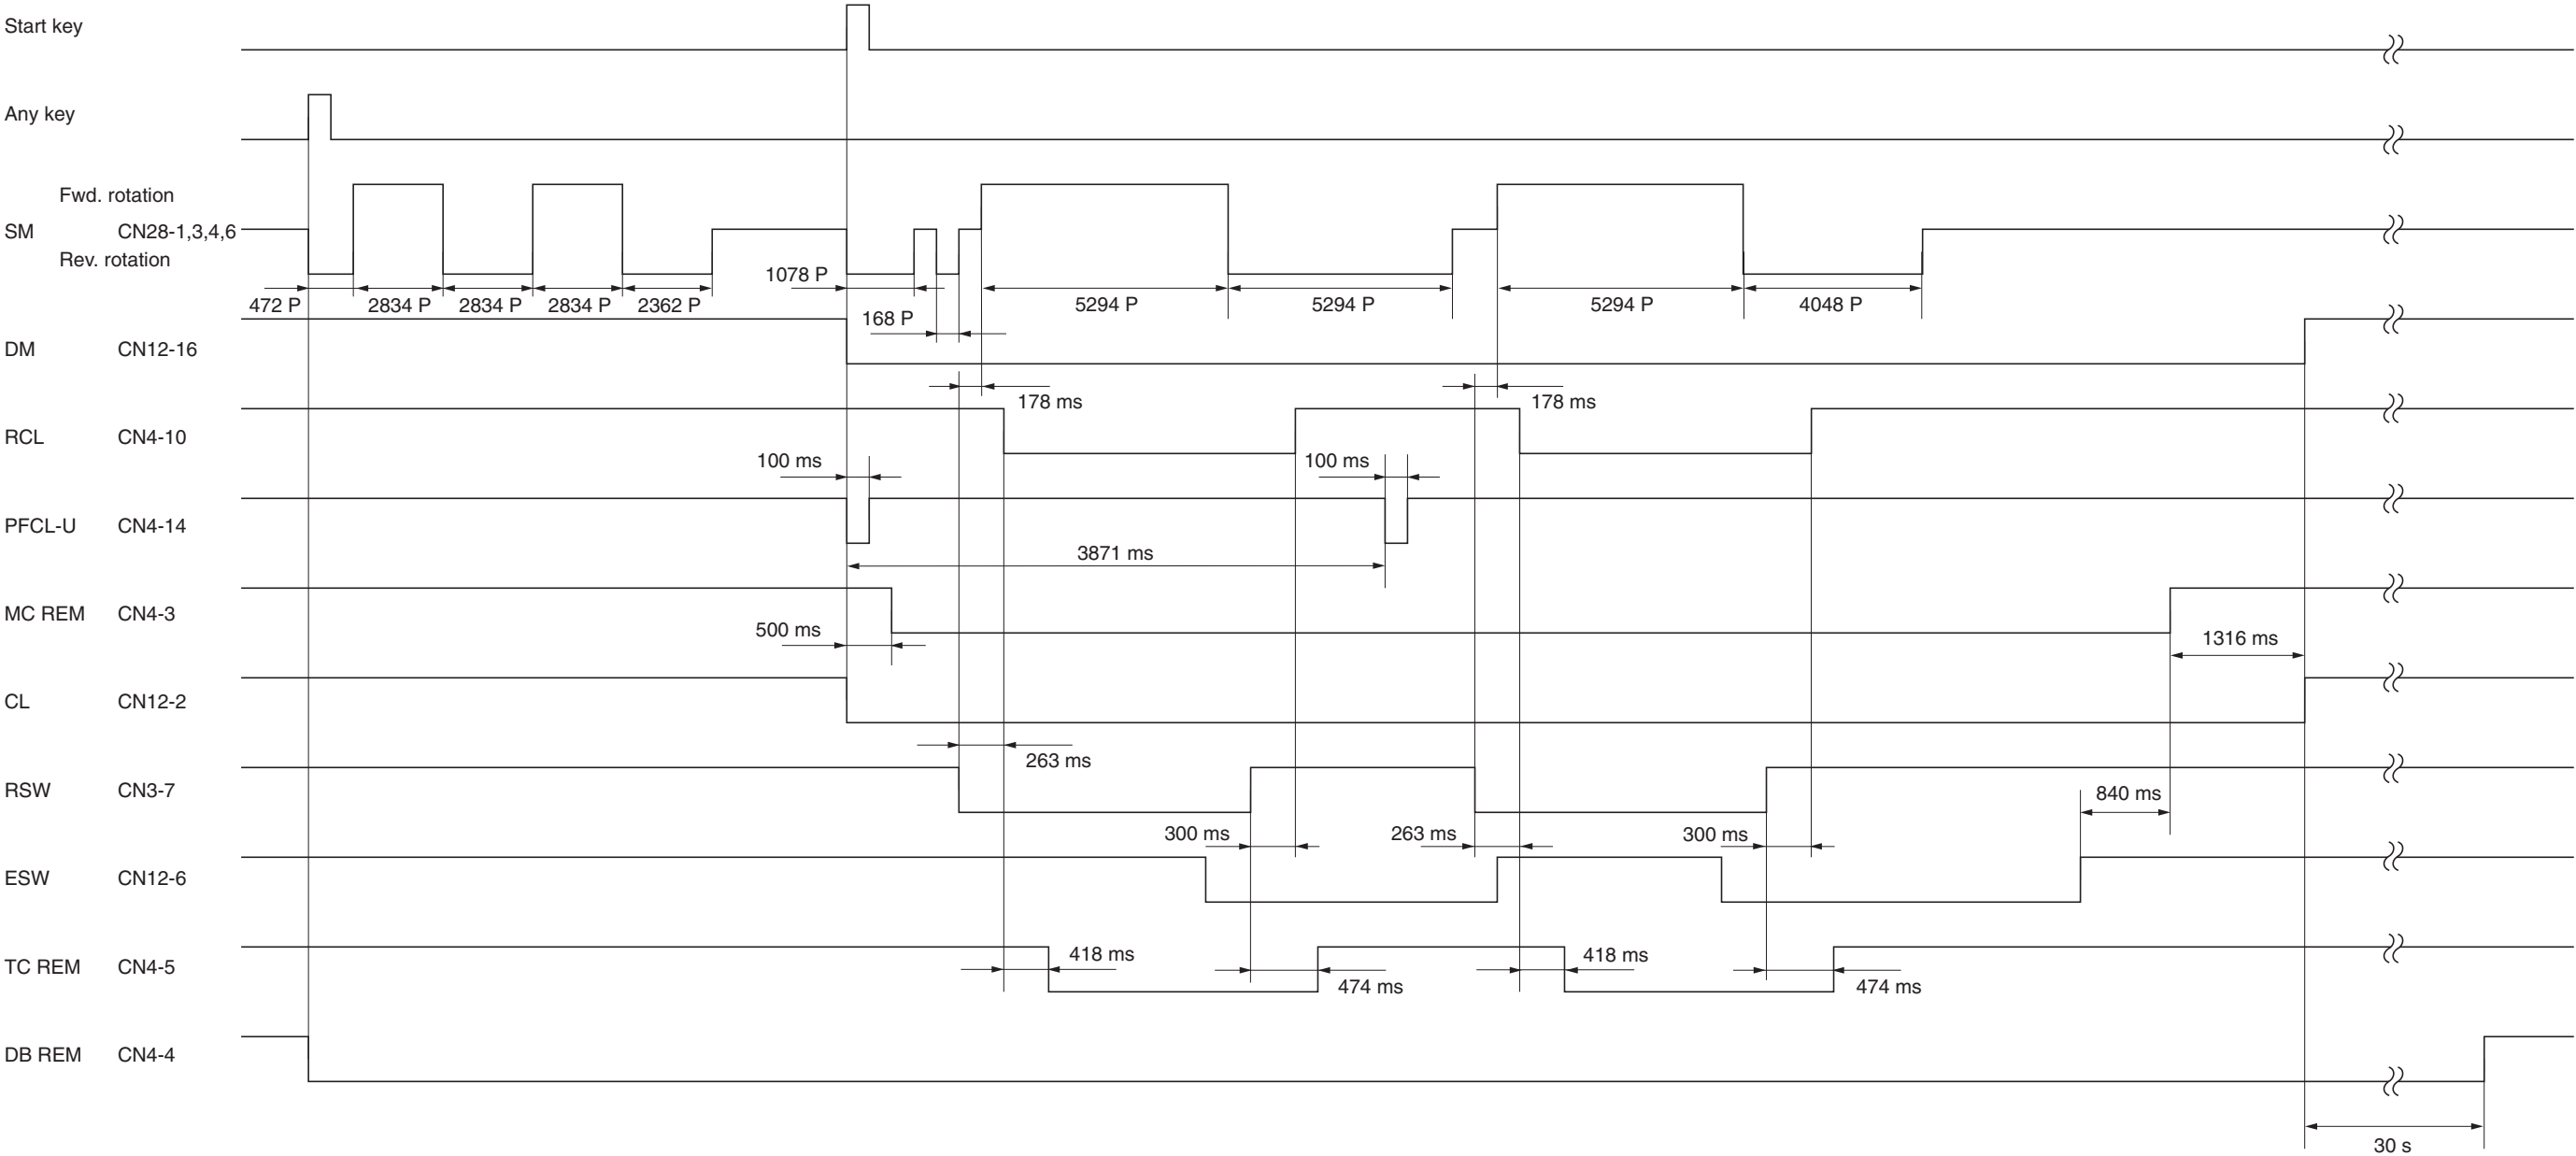 Start key
Any key
Fwd. rotation
SM CN28-1,3,4,6
Rev. rotation
1078 P
472 P 2834 P 2834 P 2834 P 2362 P 5294 P 5294 P 5294 P 4048 P
168 P
DM CN12-16
178 ms 178 ms
RCL CN4-10
100 ms 100 ms
PFCL-U CN4-14
3871 ms
MC REM CN4-3
500 ms 1316 ms
CL CN12-2
263 ms
RSW CN3-7 840 ms
300 ms 263 ms 300 ms
ESW CN12-6
418 ms 418 ms
TC REM CN4-5
474 ms 474 ms
DB REM CN4-4
30 s